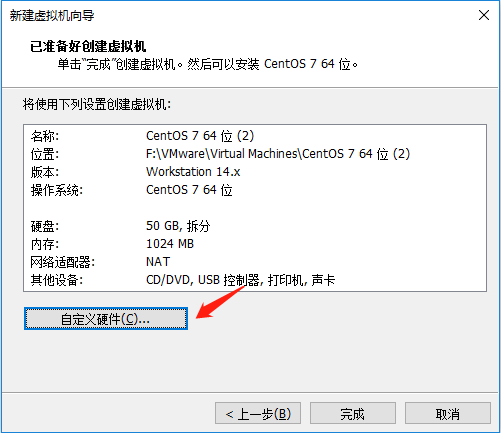 新建虚拟机向导
已准备好创建虚拟机
单击“完成”创建虚拟机。然后可以安装 CentOS 7 64 位。
将使用下列设置创建虚拟机:
名称: CentOS 7 64 位 (2)
位置: F:\VMware\Virtual Machines\CentOS 7 64 位 (2)
版本: Workstation 14.x
操作系统: CentOS 7 64 位
硬盘: 50 GB, 拆分
内存: 1024 MB
网络适配器: NAT
其他设备: CD/DVD, USB 控制器, 打印机, 声卡
自定义硬件(C)...
< 上一步(B) 完成 取消